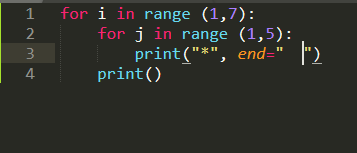 1 for i in range (1,7):
2     for j in range (1,5):
3         print("*", end="  ")
4     print()